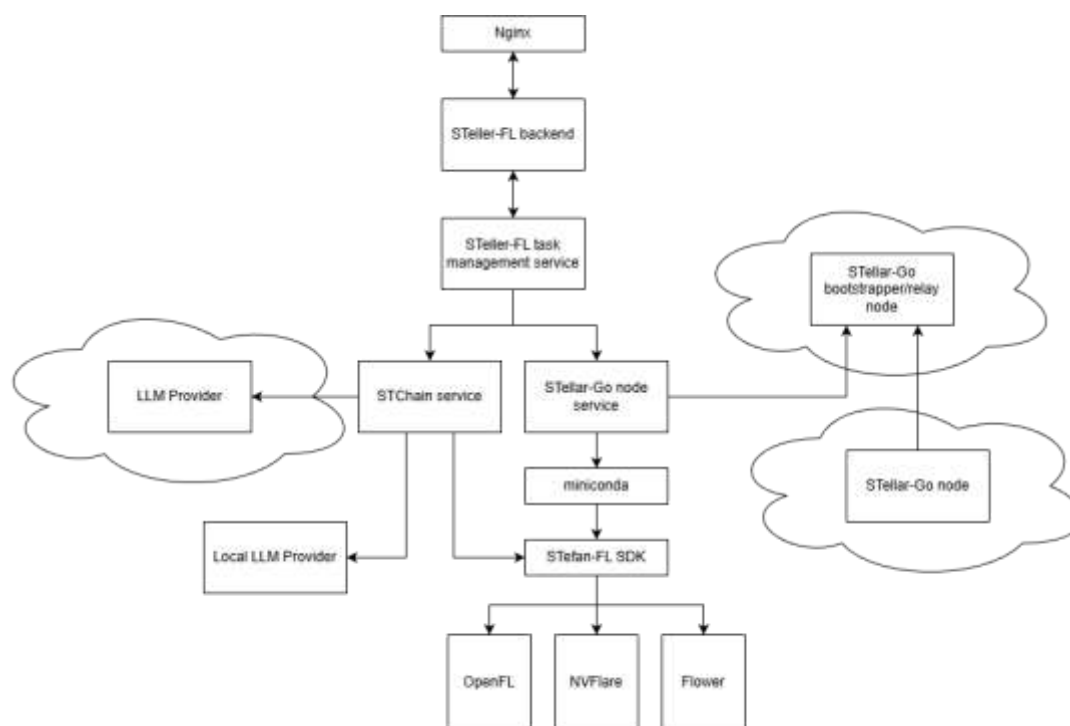 Nginx
STeller-FL backend
STeller-FL task
management service
STellar-Go
bootstrapper/relay
node
LLM Provider
STChain service
STellar-Go node
service
miniconda
STellar-Go node
Local LLM Provider
STefan-FL SDK
OpenFL
NVFlare
Flower